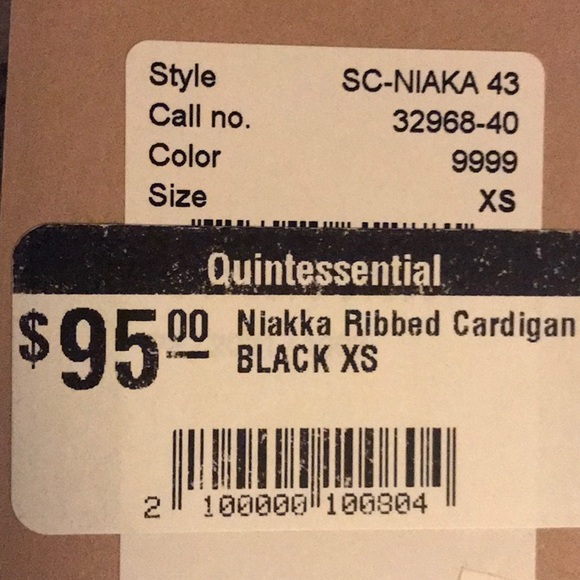 Style SC-NIAKA 43
Call no. 32968-40
Color 9999
Size XS
Quintessential
$95.00 Niakka Ribbed Cardigan
BLACK XS
2 100000 100804